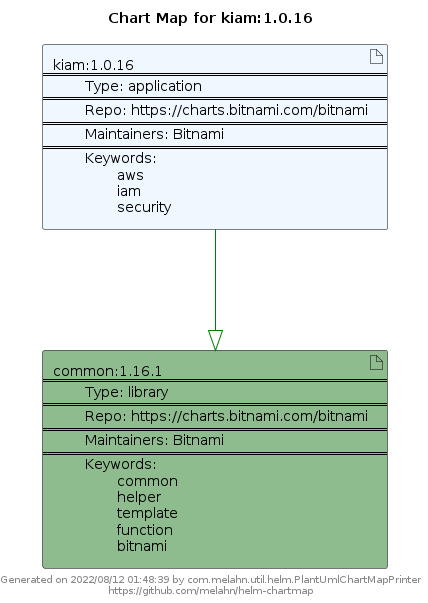 Chart Map for kiam:1.0.16
kiam:1.0.16
Type: application
Repo: https://charts.bitnami.com/bitnami
Maintainers: Bitnami
Keywords:
aws
iam
security
common:1.16.1
Type: library
Repo: https://charts.bitnami.com/bitnami
Maintainers: Bitnami
Keywords:
common
helper
template
function
bitnami
Generated on 2022/08/12 01:48:39 by com.melahn.util.helm.PlantUmlChartMapPrinter
https://github.com/melahn/helm-chartmap